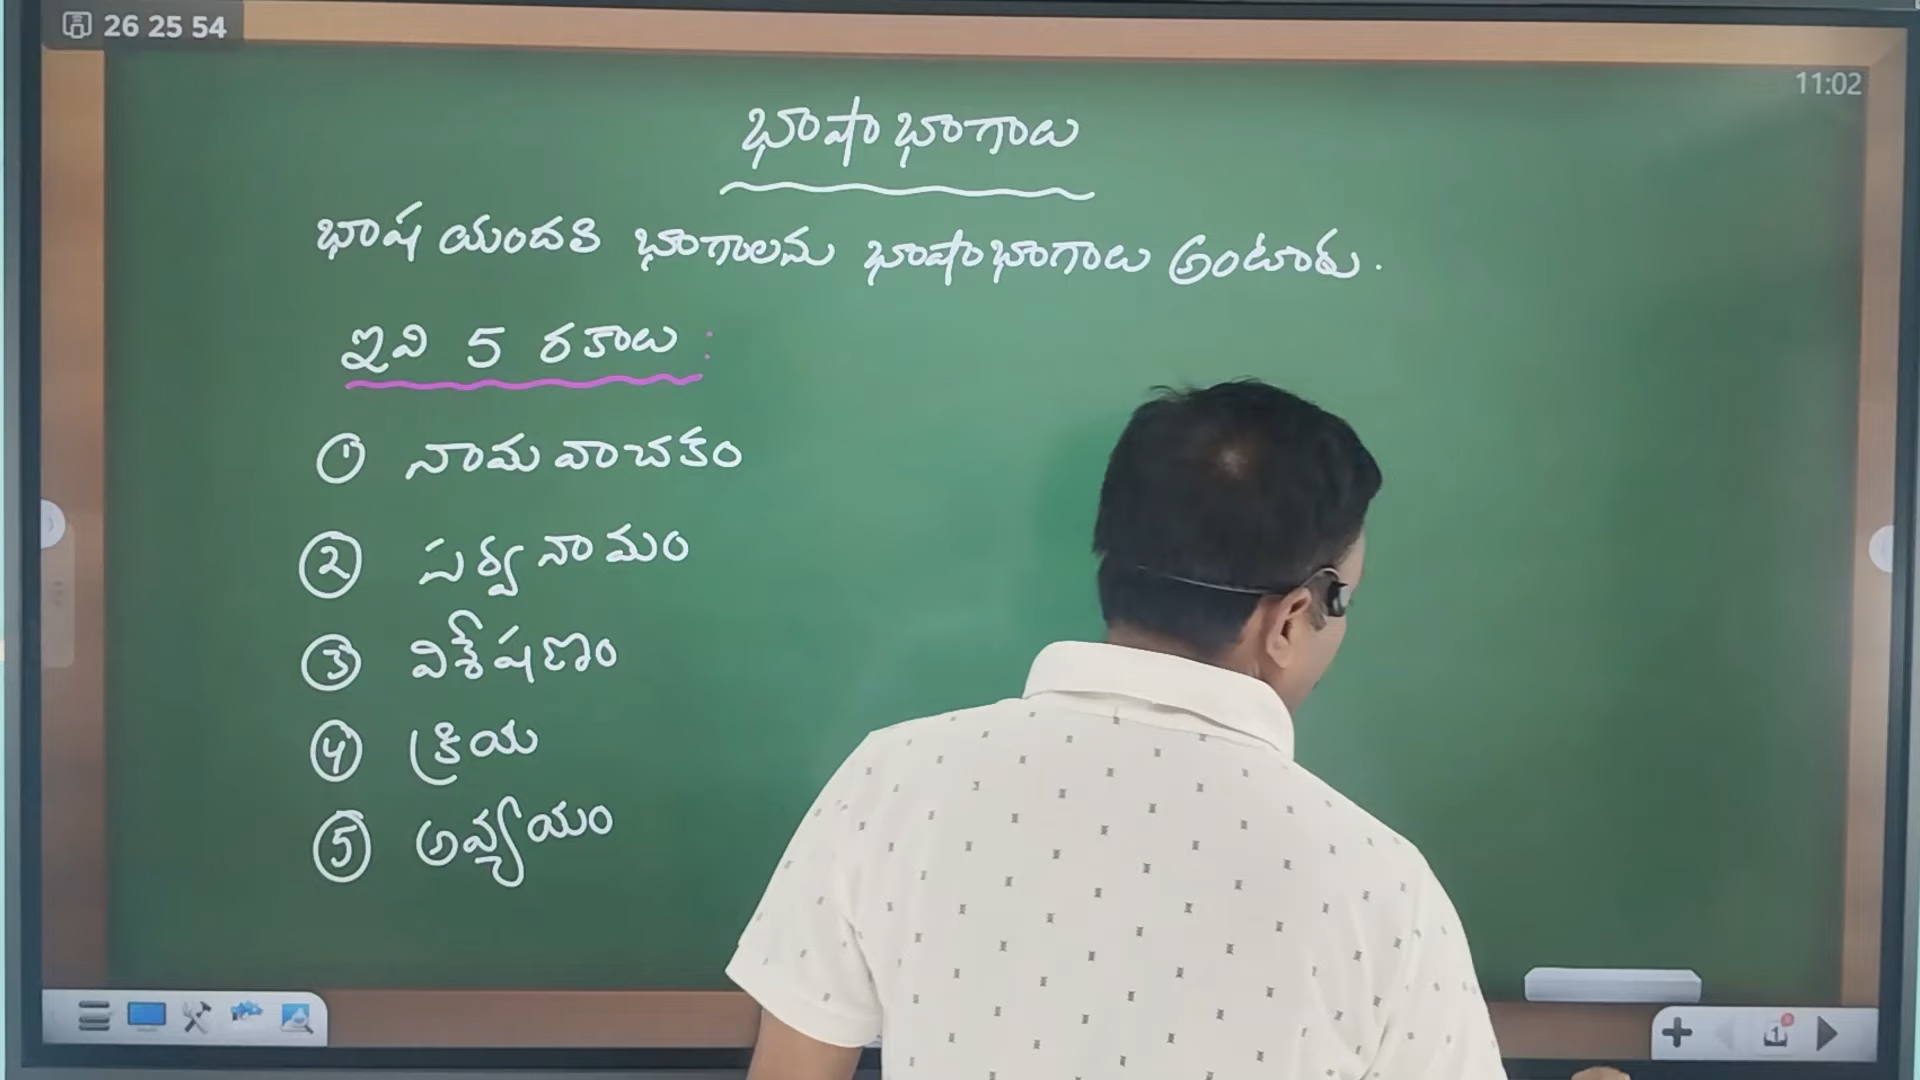 26 25 54
11:02
భాషాభాగాలు
భాష యందలి భాగాలను భాషాభాగాలు అంటారు.
ఇవి 5 రకాలు :
① నామవాచకం
② సర్వనామం
③ విశేషణం
④ క్రియ
⑤ అవ్యయం
1